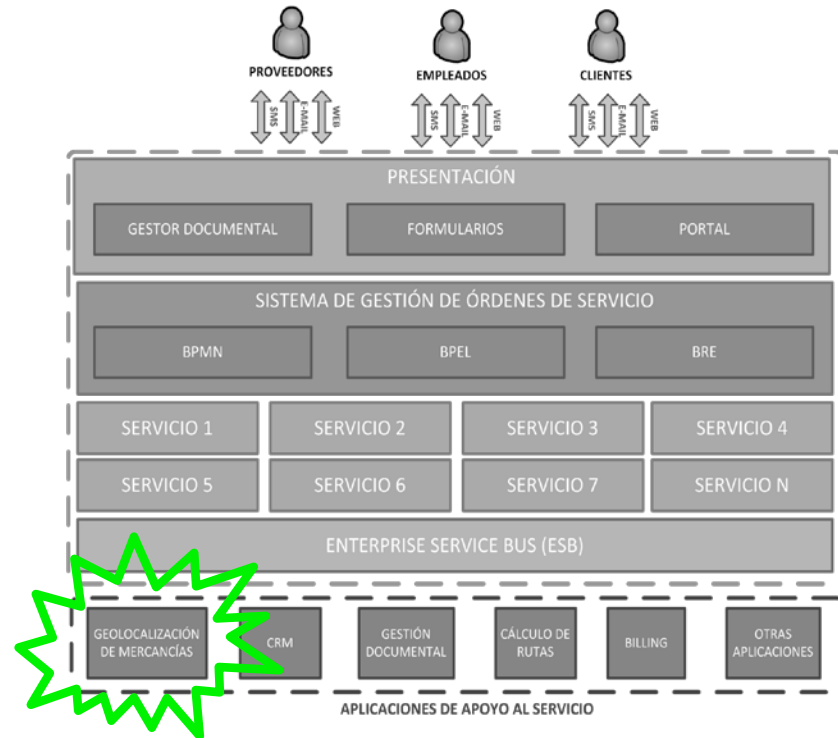 PROVEEDORES
EMPLEADOS
CLIENTES
SMS
E-MAIL
WEB
SMS
E-MAIL
WEB
SMS
E-MAIL
WEB
PRESENTACIÓN
GESTOR DOCUMENTAL
FORMULARIOS
PORTAL
SISTEMA DE GESTIÓN DE ÓRDENES DE SERVICIO
BPMN
BPEL
BRE
SERVICIO 1
SERVICIO 2
SERVICIO 3
SERVICIO 4
SERVICIO 5
SERVICIO 6
SERVICIO 7
SERVICIO N
ENTERPRISE SERVICE BUS (ESB)
GEOLOCALIZACIÓN
DE MERCANCÍAS
CRM
GESTIÓN
DOCUMENTAL
CÁLCULO DE
RUTAS
BILLING
OTRAS
APLICACIONES
APLICACIONES DE APOYO AL SERVICIO